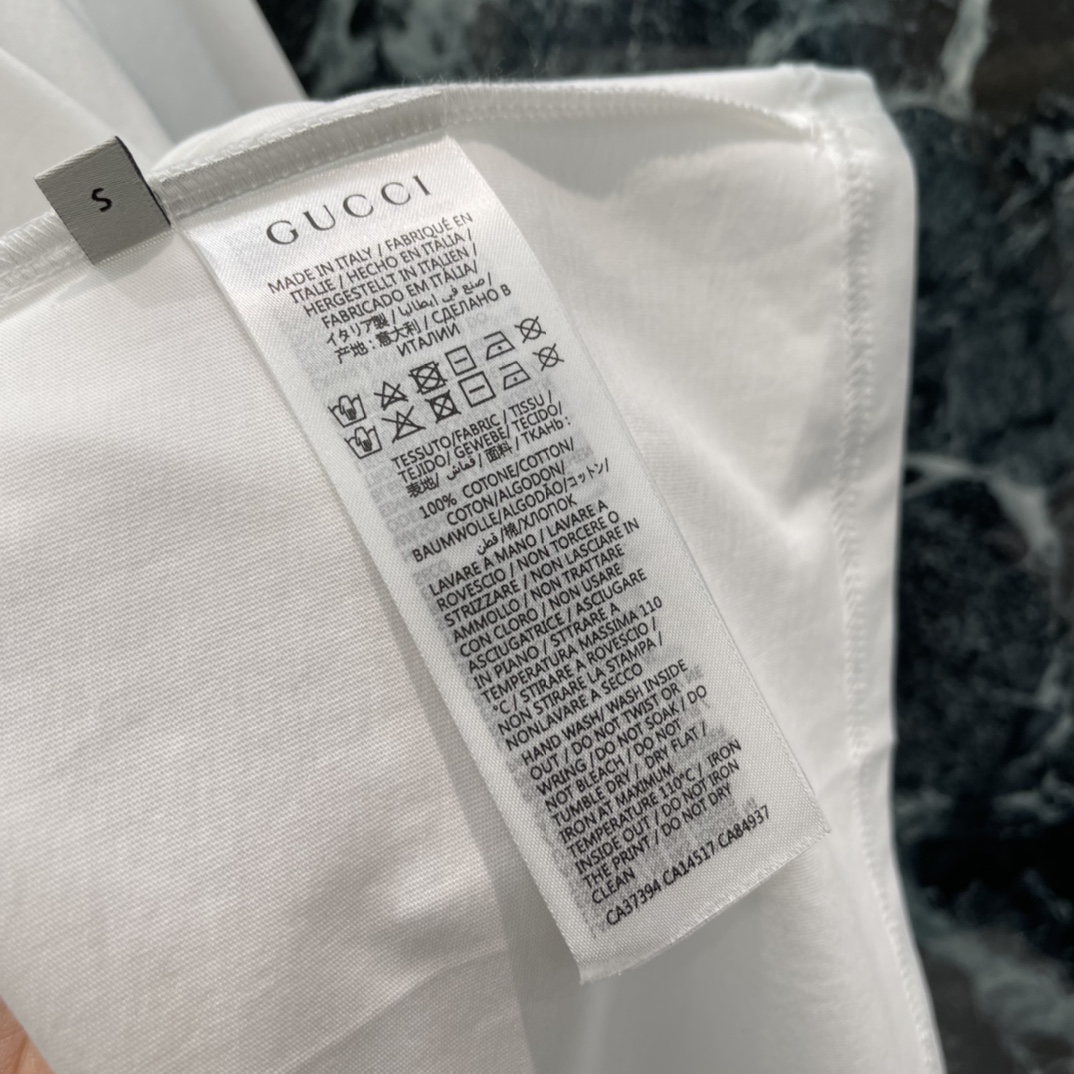 S
GUCCI
MADE IN ITALY / FABRIQUÉ EN
ITALIE / HECHO EN ITALIA /
HERGESTELLT IN ITALIEN /
FABRICADO EM ITALIA/
イタリア製 / صنع في إيطاليا /
产地 : 意大利 / СДЕЛАНО В
ИТАЛИИ
TESSUTO/FABRIC / TISSU /
TEJIDO/ GEWEBE/ TECIDO/
表地/ قماش / 面料 / ТКАНЬ :
100% COTONE/COTTON/
COTON/ALGODON/
BAUMWOLLE/ALGODÃO/コットン/
قطن /棉/ХЛОПОК
LAVARE A MANO / LAVARE A
ROVESCIO / NON TORCERE O
STRIZZARE / NON LASCIARE IN
AMMOLLO / NON TRATTARE
CON CLORO / NON USARE
ASCIUGATRICE / ASCIUGARE
IN PIANO / STTRARE A
TEMPERATURA MASSIMA 110
°C / STIRARE A ROVESCIO /
NON STIRARE LA STAMPA /
NONLAVARE A SECCO
HAND WASH/ WASH INSIDE
OUT / DO NOT TWIST OR
WRING / DO NOT SOAK / DO
NOT BLEACH / DO NOT
TUMBLE DRY / DRY FLAT /
IRON AT MAXIMUM
TEMPERATURE 110°C / IRON
INSIDE OUT / DO NOT IRON
THE PRINT / DO NOT DRY
CLEAN
CA37394 CA14517 CA84937